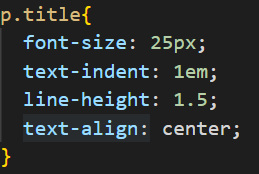 p.title{
  font-size: 25px;
  text-indent: 1em;
  line-height: 1.5;
  text-align: center;
}